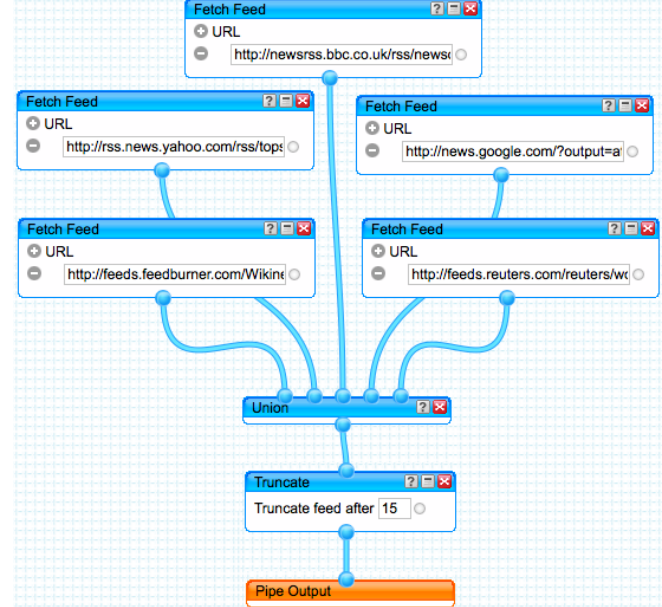 Fetch Feed
URL
http://newsrss.bbc.co.uk/rss/newso
Fetch Feed
URL
http://rss.news.yahoo.com/rss/tops
Fetch Feed
URL
http://news.google.com/?output=at
Fetch Feed
URL
http://feeds.feedburner.com/Wikine
Fetch Feed
URL
http://feeds.reuters.com/reuters/wo
Union
Truncate
Truncate feed after 15
Pipe Output